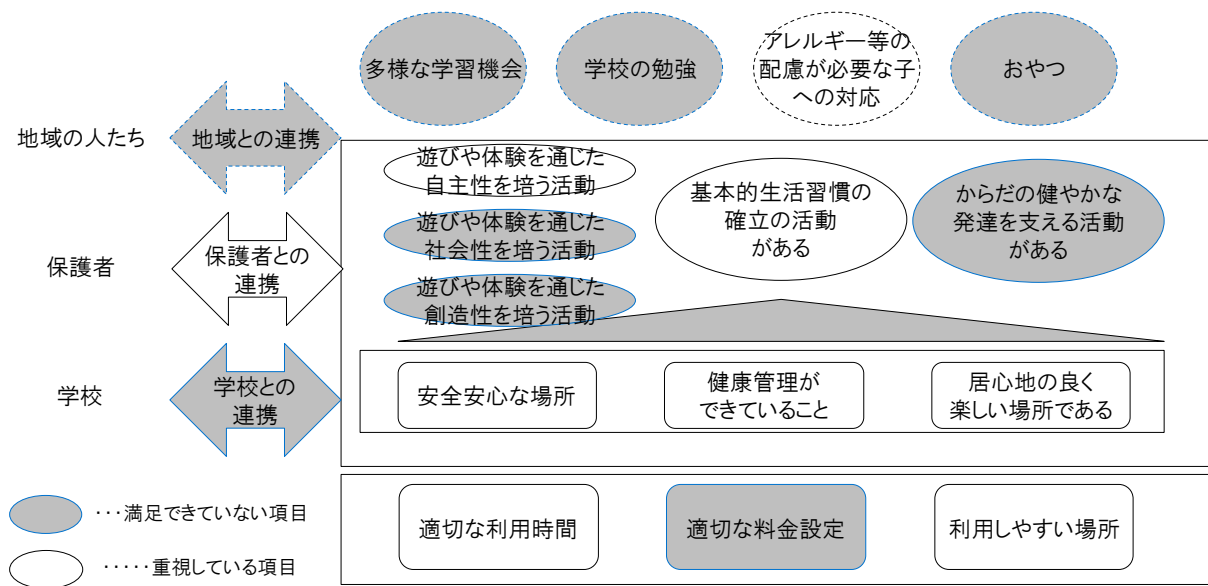 多様な学習機会
学校の勉強
アレルギー等の
配慮が必要な子
への対応
おやつ
地域の人たち
地域との連携
遊びや体験を通じた
自主性を培う活動
基本的生活習慣の
確立の活動
がある
からだの健やかな
発達を支える活動
がある
遊びや体験を通じた
社会性を培う活動
保護者
保護者との
連携
遊びや体験を通じた
創造性を培う活動
学校
学校との
連携
安全安心な場所
健康管理が
できていること
居心地の良く
楽しい場所である
・・・満足できていない項目
・・・・・重視している項目
適切な利用時間
適切な料金設定
利用しやすい場所